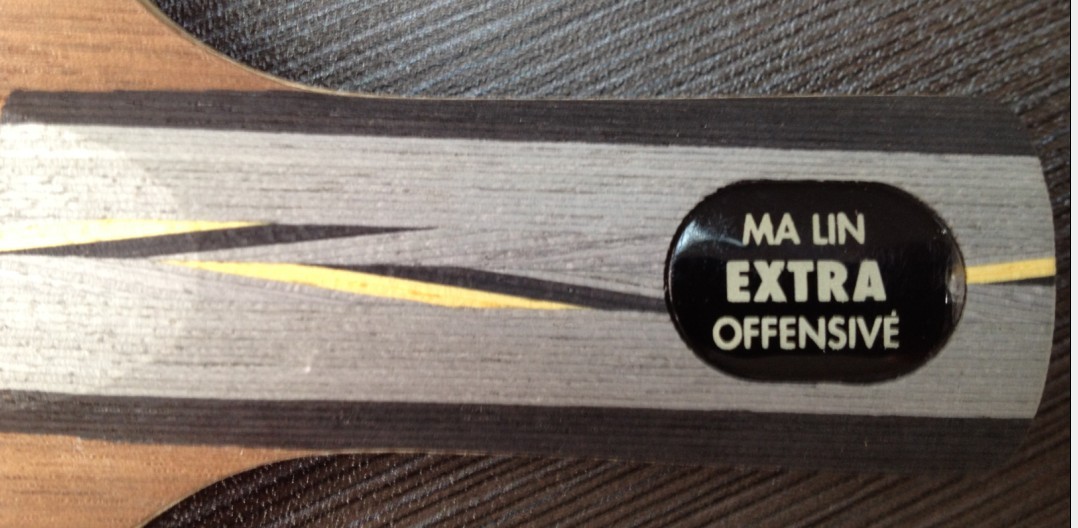 MA LIN
EXTRA
OFFENSIVÉ